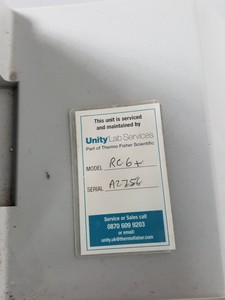 This unit is serviced
and maintained by
Unity Lab Services
Part of Thermo Fisher Scientific
MODEL RC6+
SERIAL A2256
Service or Sales call
0870 609 9203
or email:
unity.uk@thermofisher.com